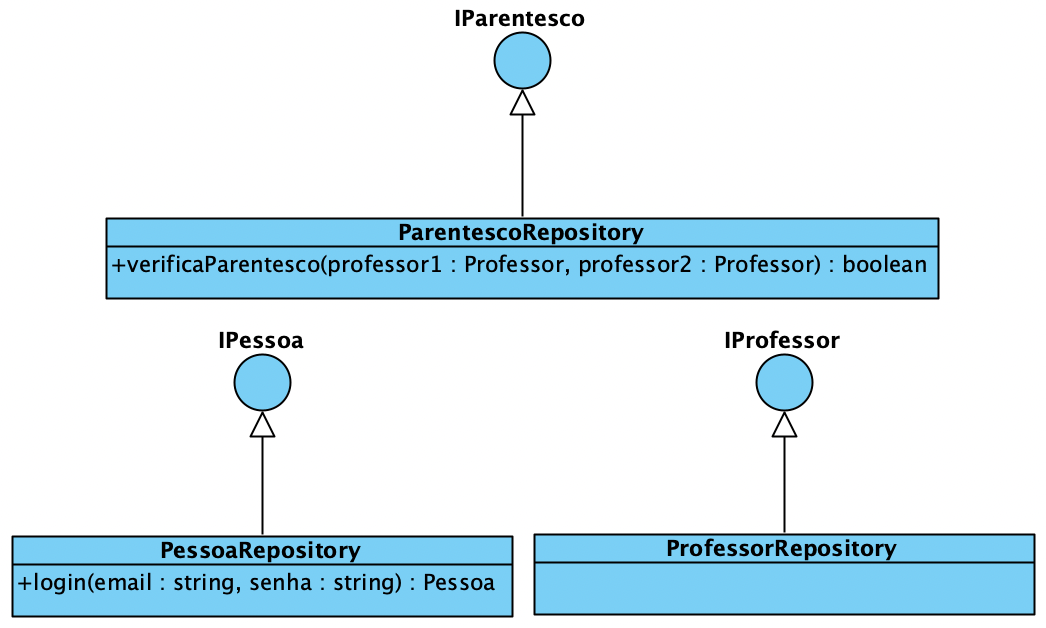 IParentesco
ParentescoRepository
+verificaParentesco(professor1 : Professor, professor2 : Professor) : boolean
IPessoa
IProfessor
PessoaRepository
+login(email : string, senha : string) : Pessoa
ProfessorRepository